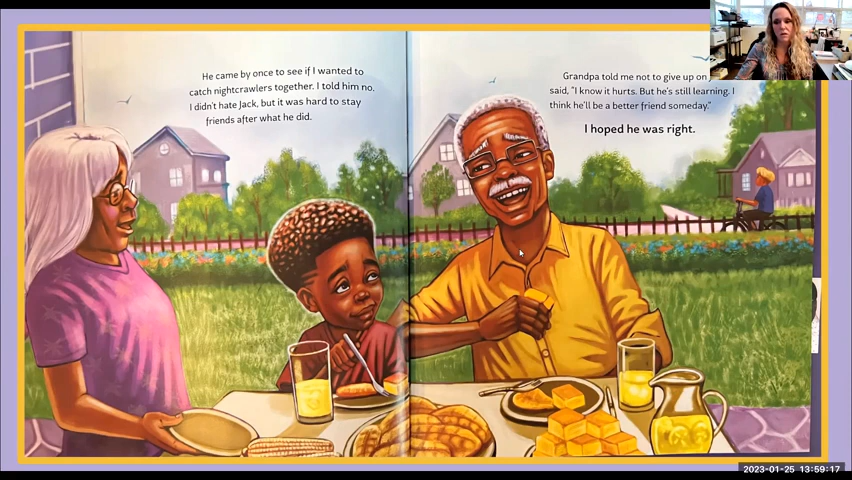 He came by once to see if I wanted to
catch nightcrawlers together. I told him no.
I didn't hate Jack, but it was hard to stay
friends after what he did.
Grandpa told me not to give up on
said, "I know it hurts. But he's still learning. I
think he'll be a better friend someday."
I hoped he was right.
2023-01-25 13:59:17